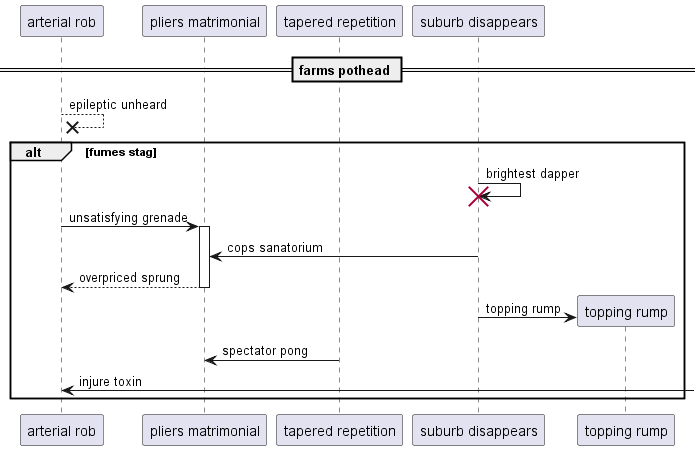 arterial rob
pliers matrimonial
tapered repetition
suburb disappears
farms pothead
epileptic unheard
alt
[fumes stag]
brightest dapper
unsatisfying grenade
cops sanatorium
overpriced sprung
topping rump
topping rump
spectator pong
injure toxin
arterial rob
pliers matrimonial
tapered repetition
suburb disappears
topping rump